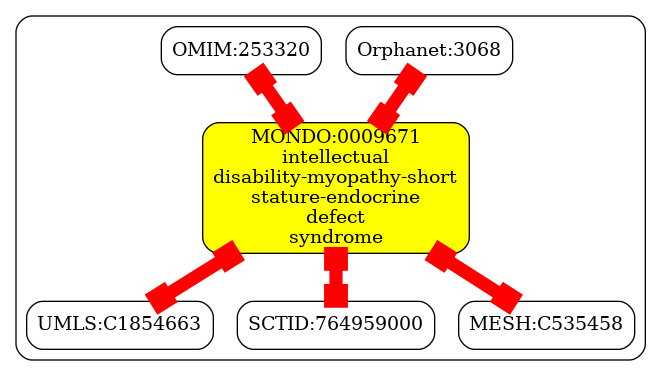 OMIM:253320
Orphanet:3068
MONDO:0009671
intellectual
disability-myopathy-short
stature-endocrine
defect
syndrome
UMLS:C1854663
SCTID:764959000
MESH:C535458